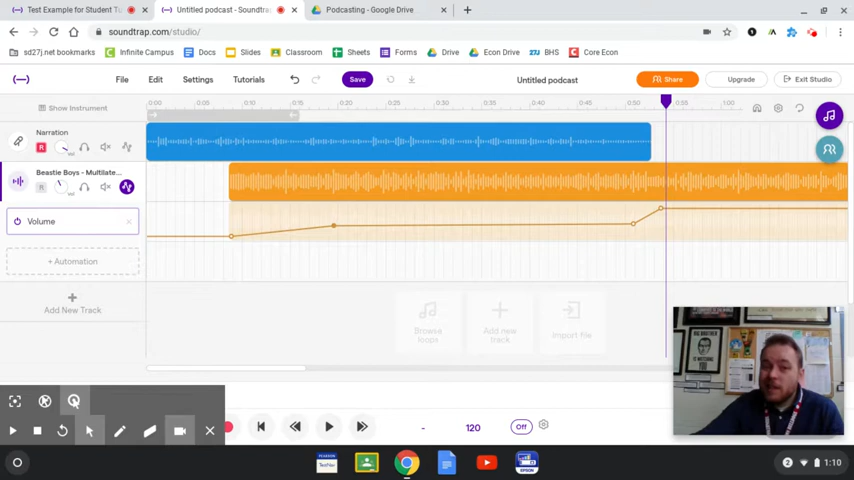 Test Example for Student Tu
Untitled podcast - Soundtrap
Podcasting - Google Drive
soundtrap.com/studio/
sd27j.net bookmarks
Infinite Campus
Docs
Slides
Classroom
Sheets
Forms
Drive
Econ Drive
BHS
Core Econ
File
Edit
Settings
Tutorials
Save
Untitled podcast
Share
Upgrade
Exit Studio
Show Instrument
0:00
0:05
0:10
0:15
0:20
0:25
0:30
0:35
0:40
0:45
0:50
0:55
1:00
Narration
R
Beastie Boys - Multilate...
R
Volume
+ Automation
Add New Track
Browse loops
Add new track
Import file
BIG BROTHER
-
120
Off
2
1:10